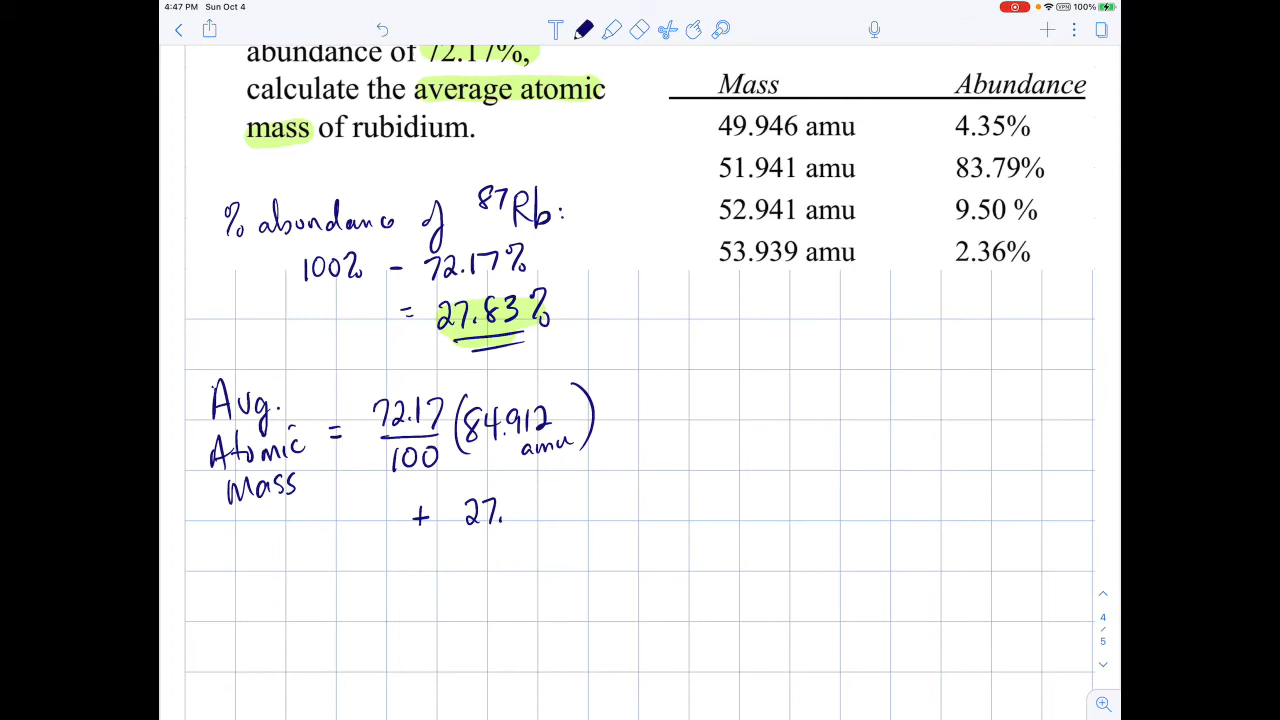 4:47 PM Sun Oct 4
100%
T
abundance of 72.17%,
calculate the average atomic
mass of rubidium.
Mass Abundance
49.946 amu 4.35%
51.941 amu 83.79%
52.941 amu 9.50 %
53.939 amu 2.36%
% abundance of ⁸⁷Rb:
100% - 72.17%
= 27.83%
Avg.
Atomic
Mass
= 72.17/100 (84.912 amu)
+ 27.
4
5